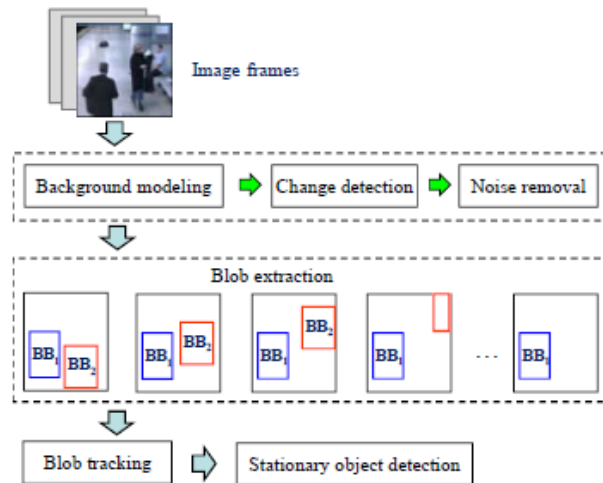 Image frames
Background modeling
Change detection
Noise removal
Blob extraction
BB₁ BB₂
BB₁ BB₂
BB₁ BB₂
BB₁
...
BB₁
Blob tracking
Stationary object detection